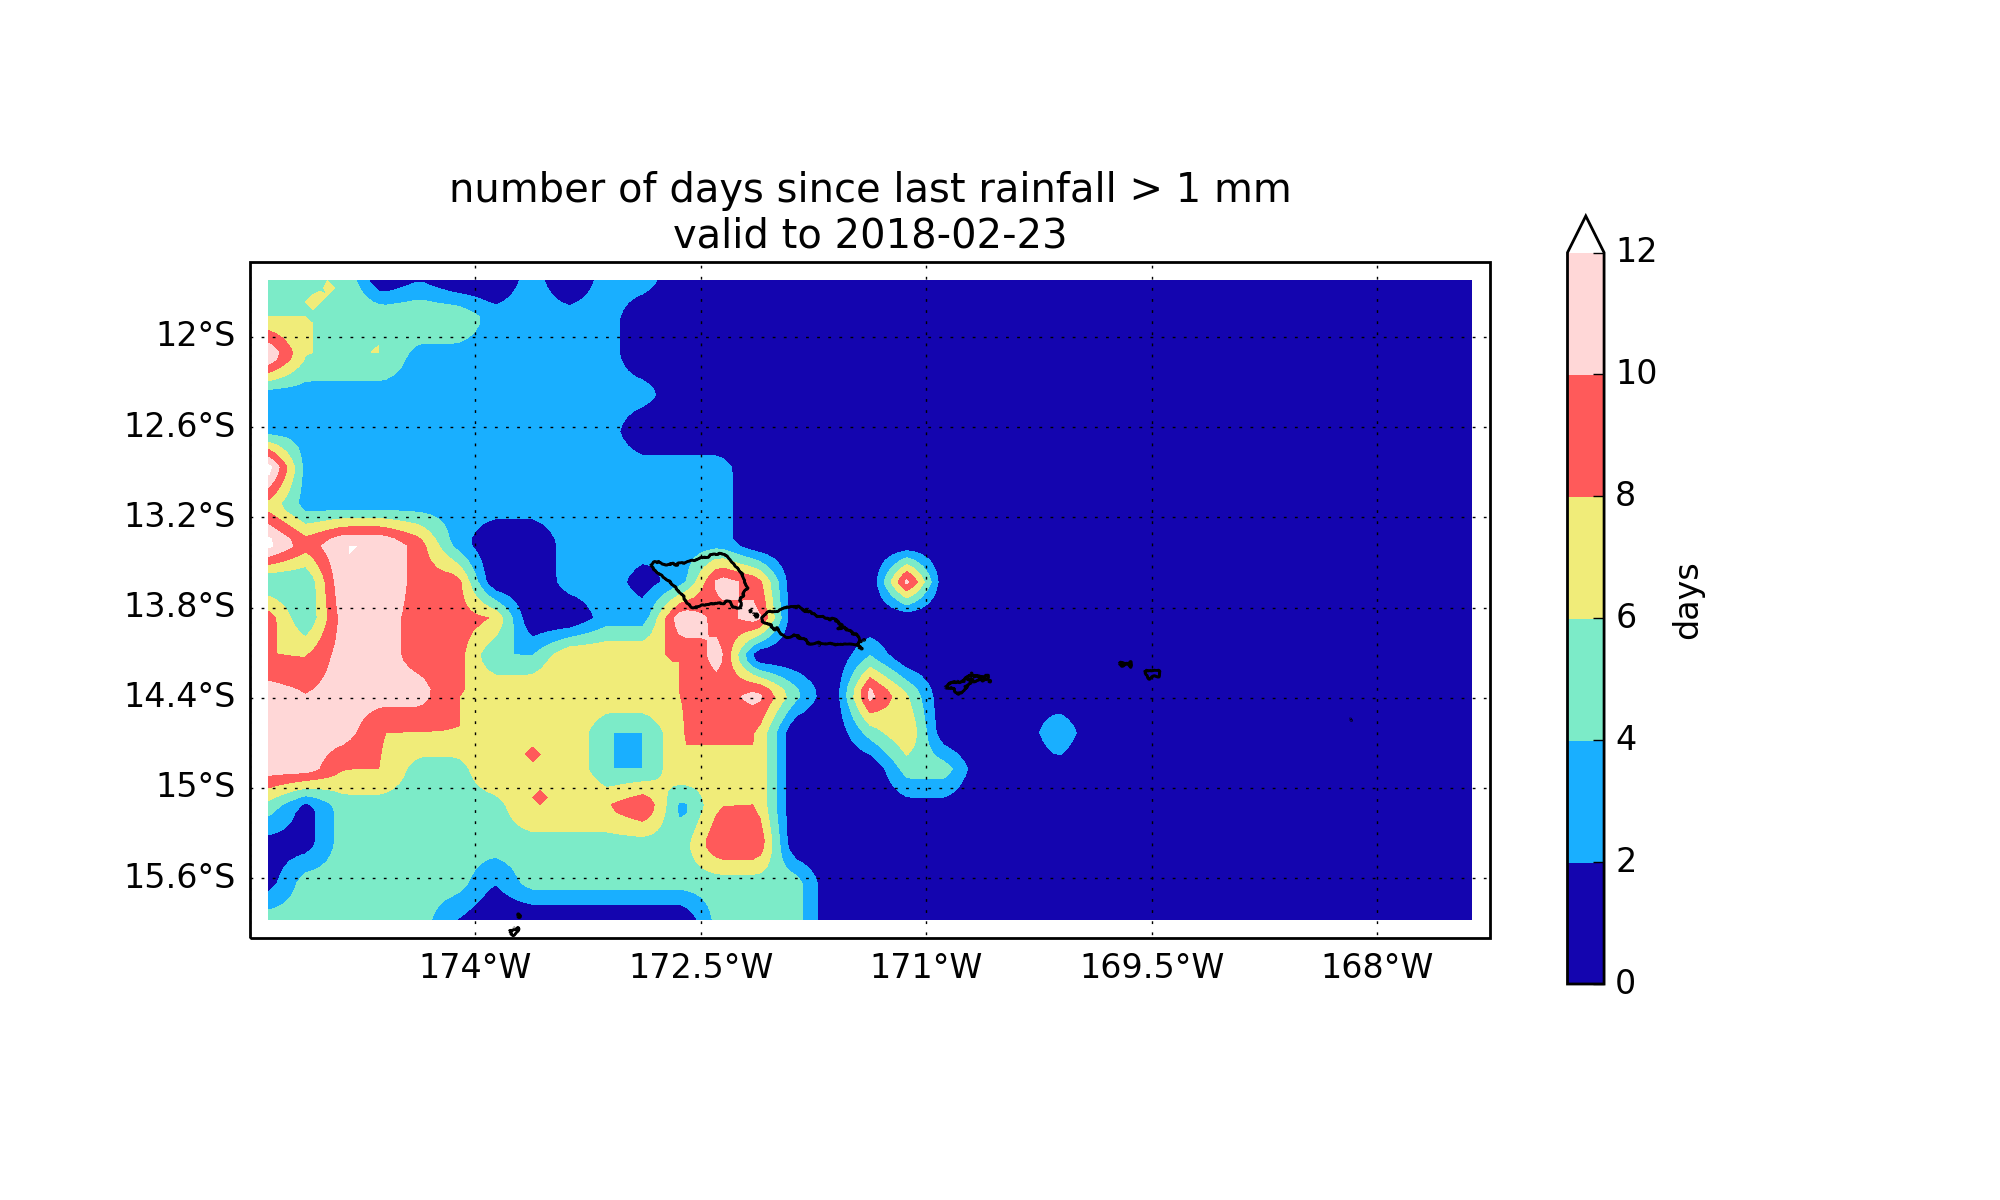 number of days since last rainfall > 1 mm
valid to 2018-02-23
12°S
12.6°S
13.2°S
13.8°S
14.4°S
15°S
15.6°S
174°W
172.5°W
171°W
169.5°W
168°W
12
10
8
6
4
2
0
days